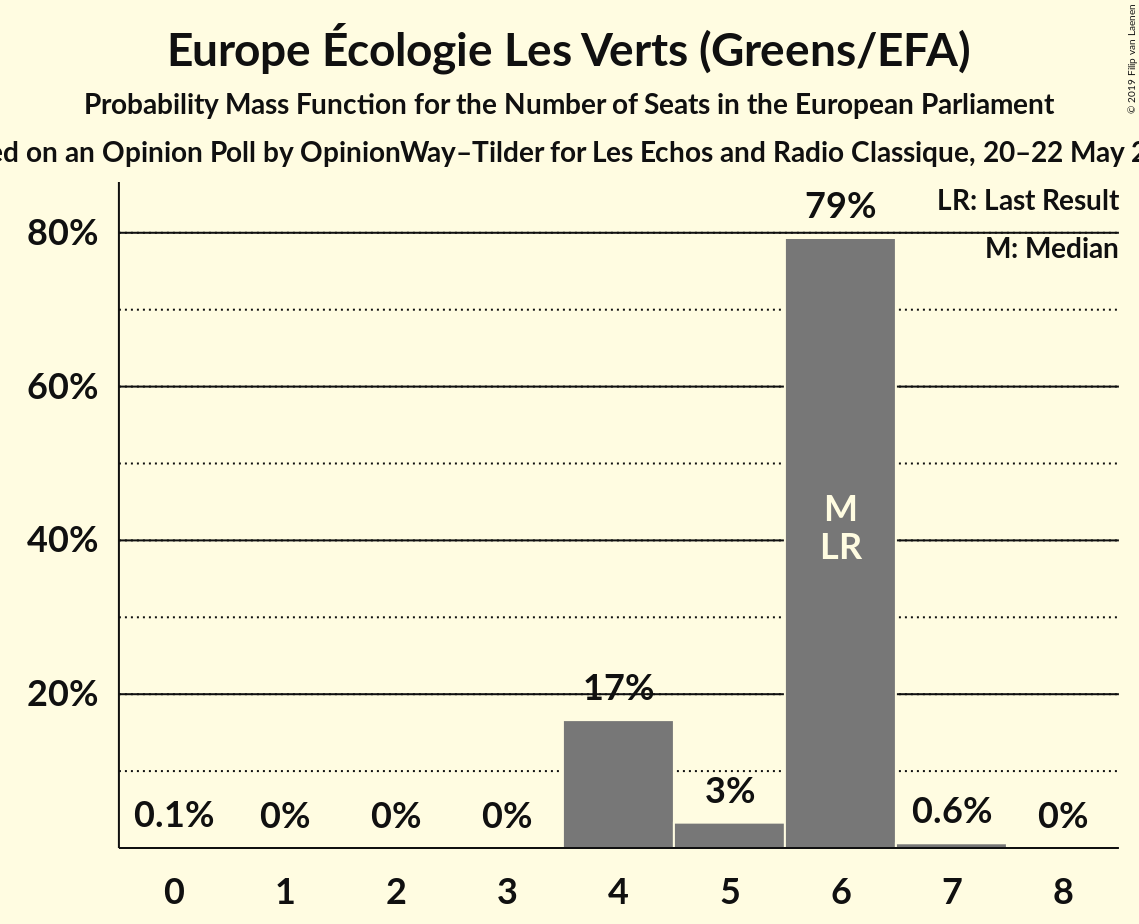 Europe Écologie Les Verts (Greens/EFA)
Probability Mass Function for the Number of Seats in the European Parliament
on an Opinion Poll by OpinionWay–Tilder for Les Echos and Radio Classique, 20–22 May
© 2019 Filip van Laenen
LR: Last Result
M: Median
80%
60%
40%
20%
0.1%
0%
0%
0%
17%
3%
79%
M
LR
0.6%
0%
0 1 2 3 4 5 6 7 8